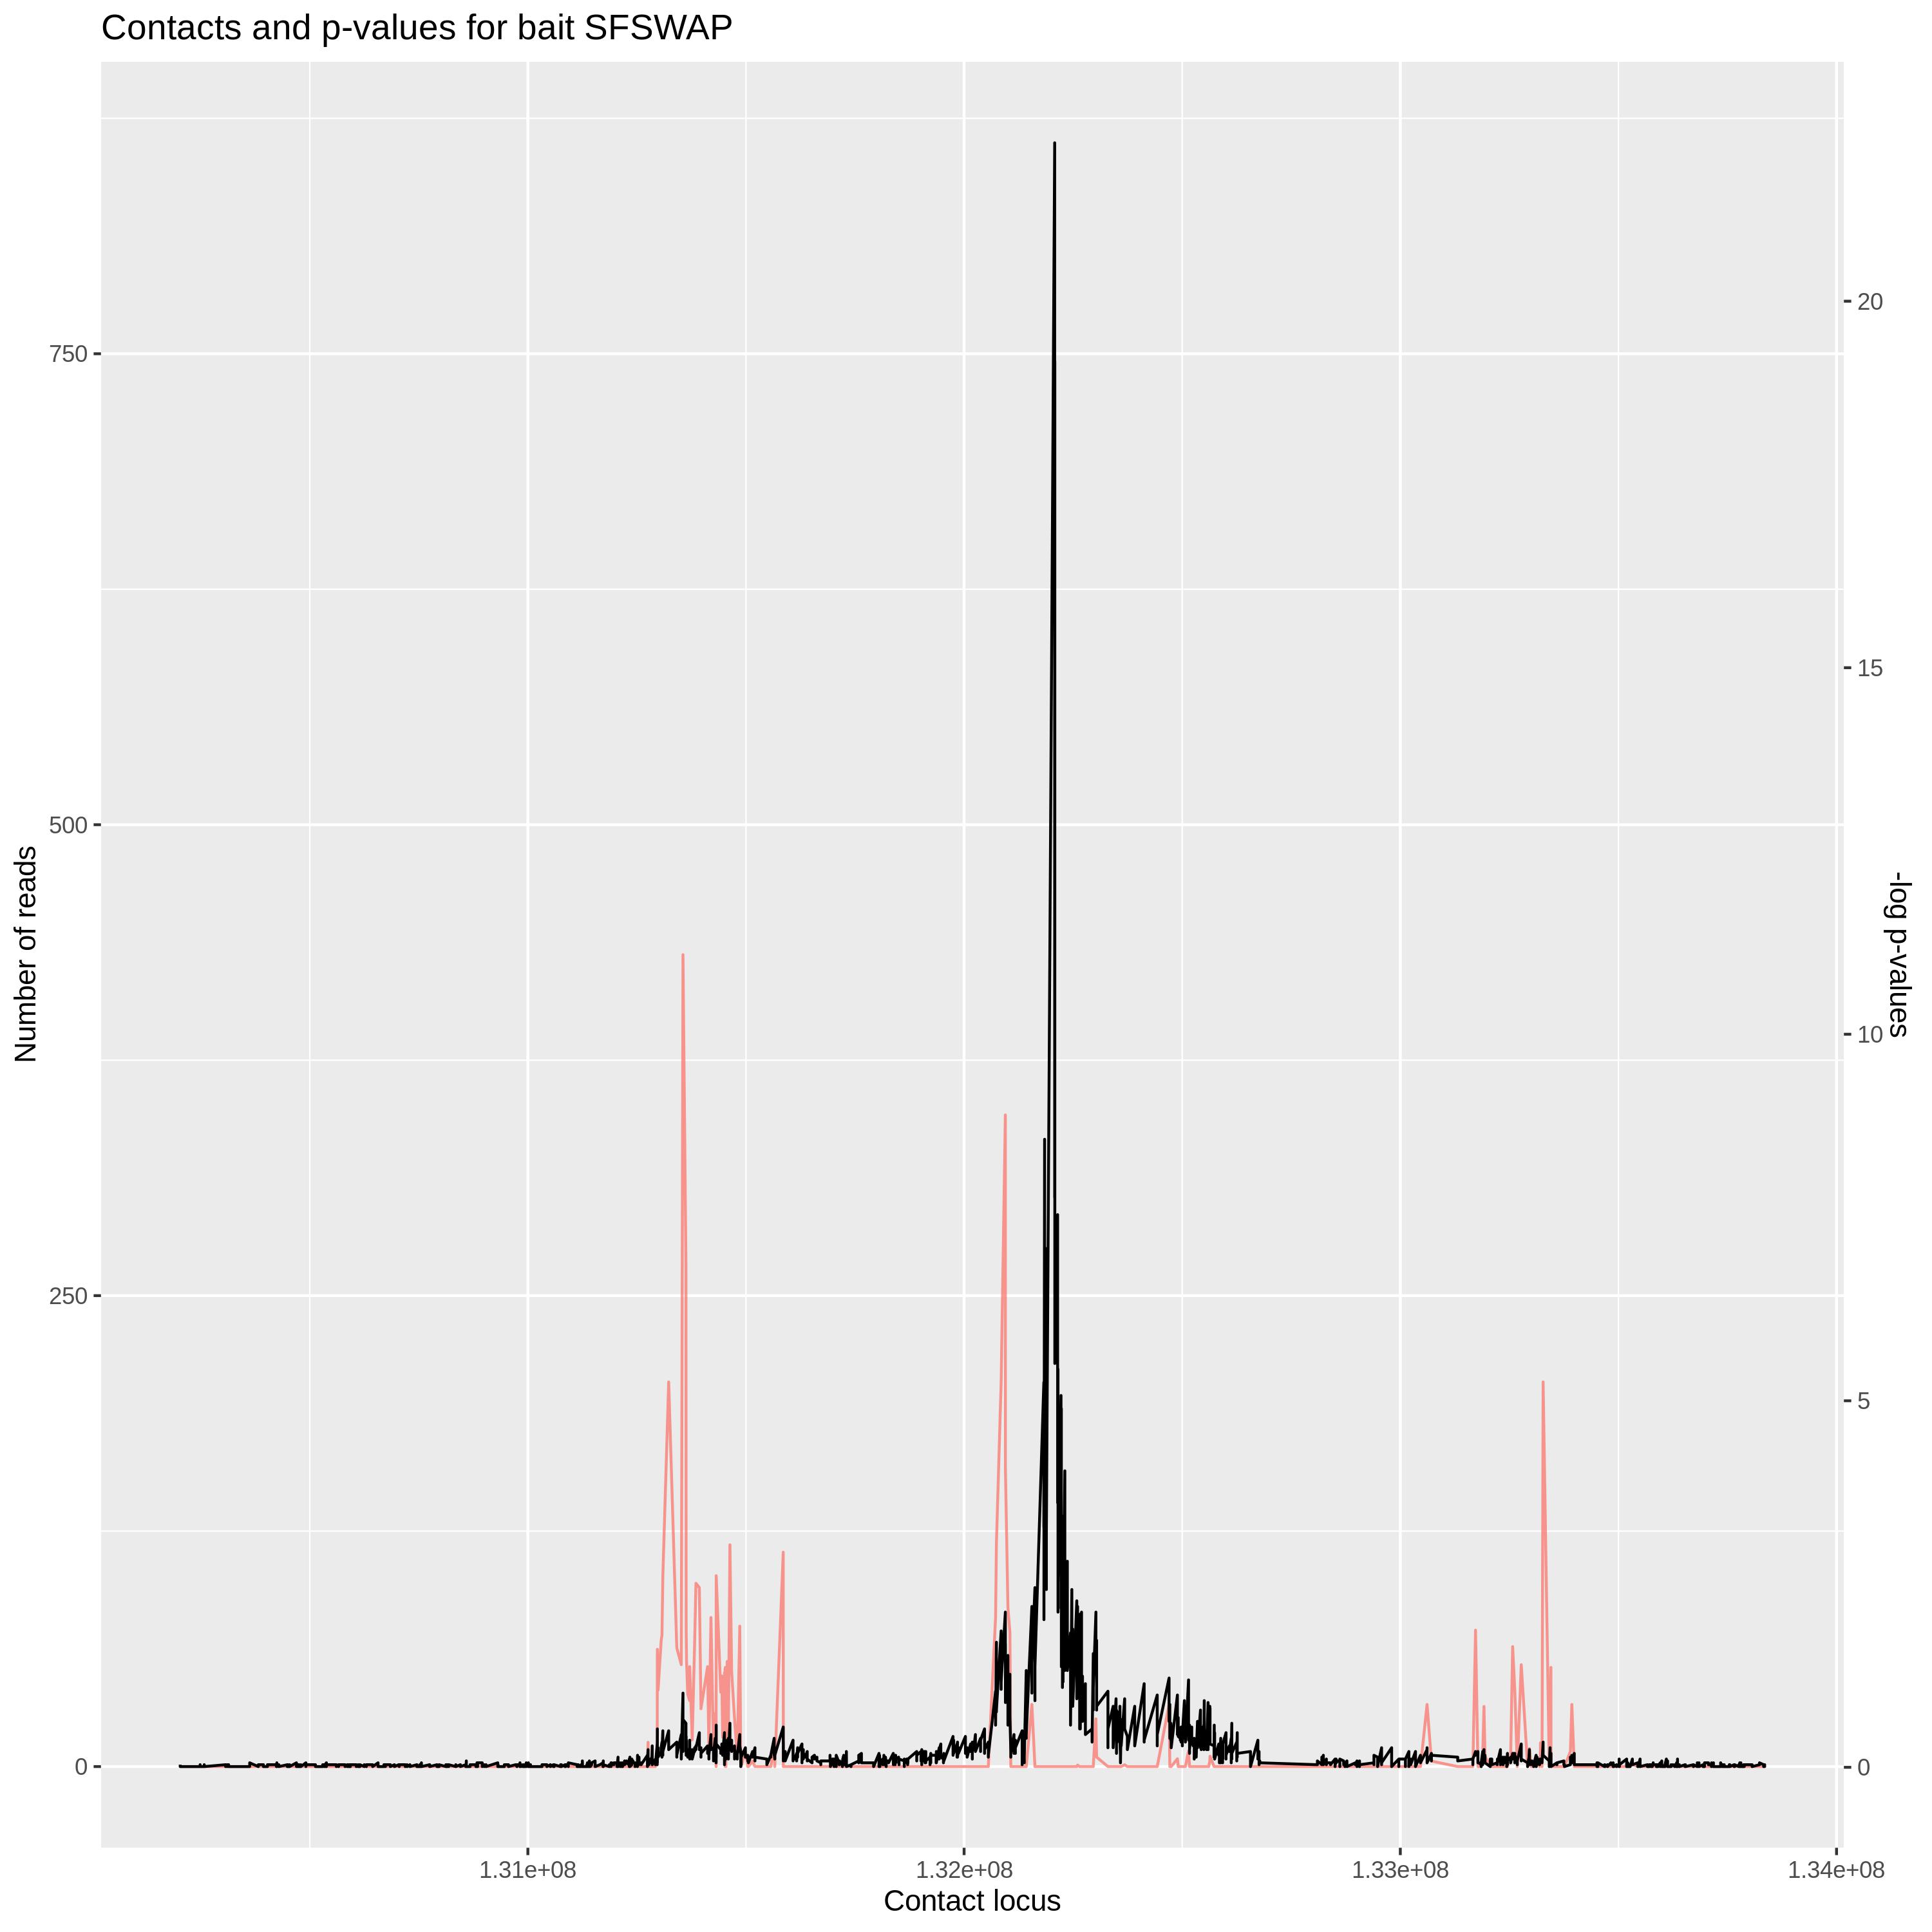 Contacts and p-values for bait SFSWAP
750
500
250
0
Number of reads
20
15
10
5
0
-log p-values
1.31e+08
1.32e+08
1.33e+08
1.34e+08
Contact locus